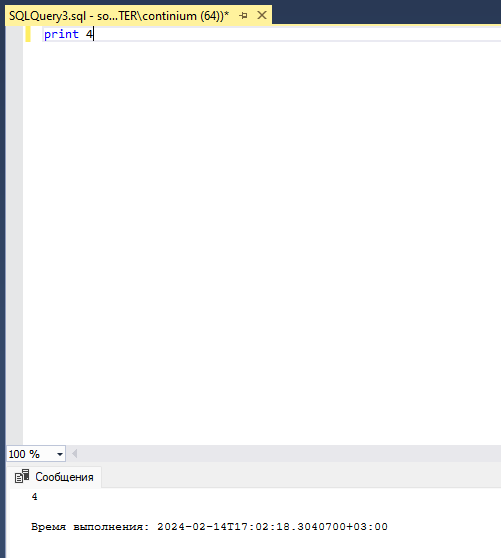 SQLQuery3.sql - so...TER\continium (64))*
print 4
100 %
Сообщения
4
Время выполнения: 2024-02-14T17:02:18.3040700+03:00